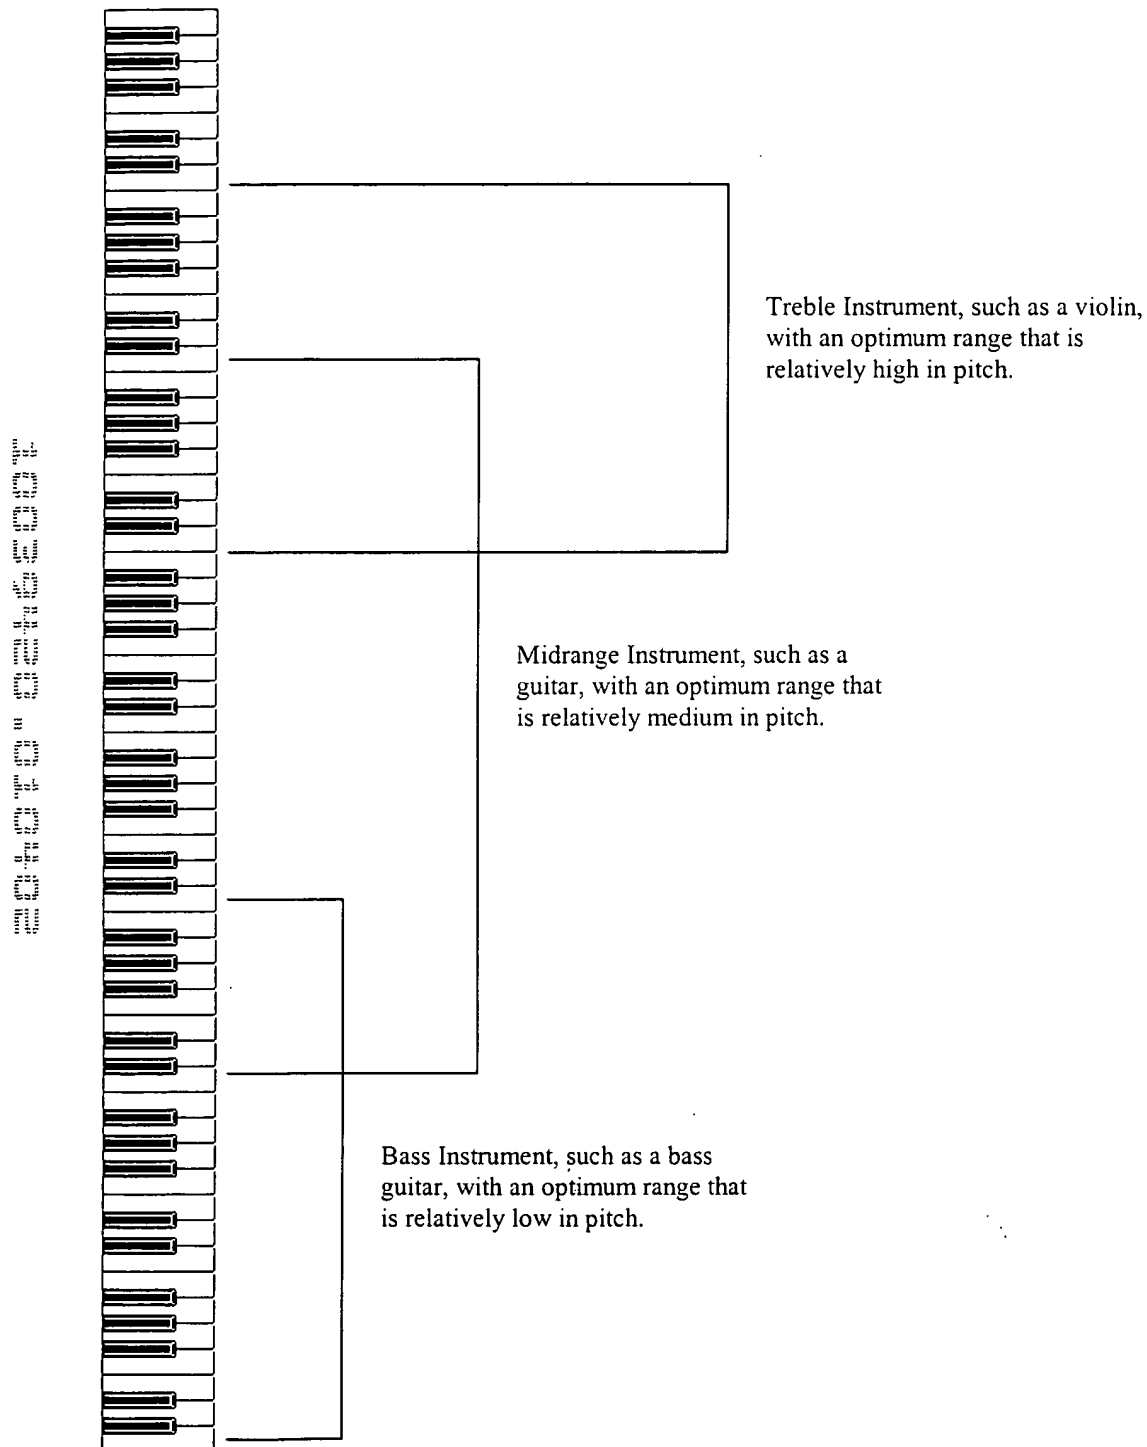 Treble Instrument, such as a violin,
with an optimum range that is
relatively high in pitch.
Midrange Instrument, such as a
guitar, with an optimum range that
is relatively medium in pitch.
Bass Instrument, such as a bass
guitar, with an optimum range that
is relatively low in pitch.
10039420.010402